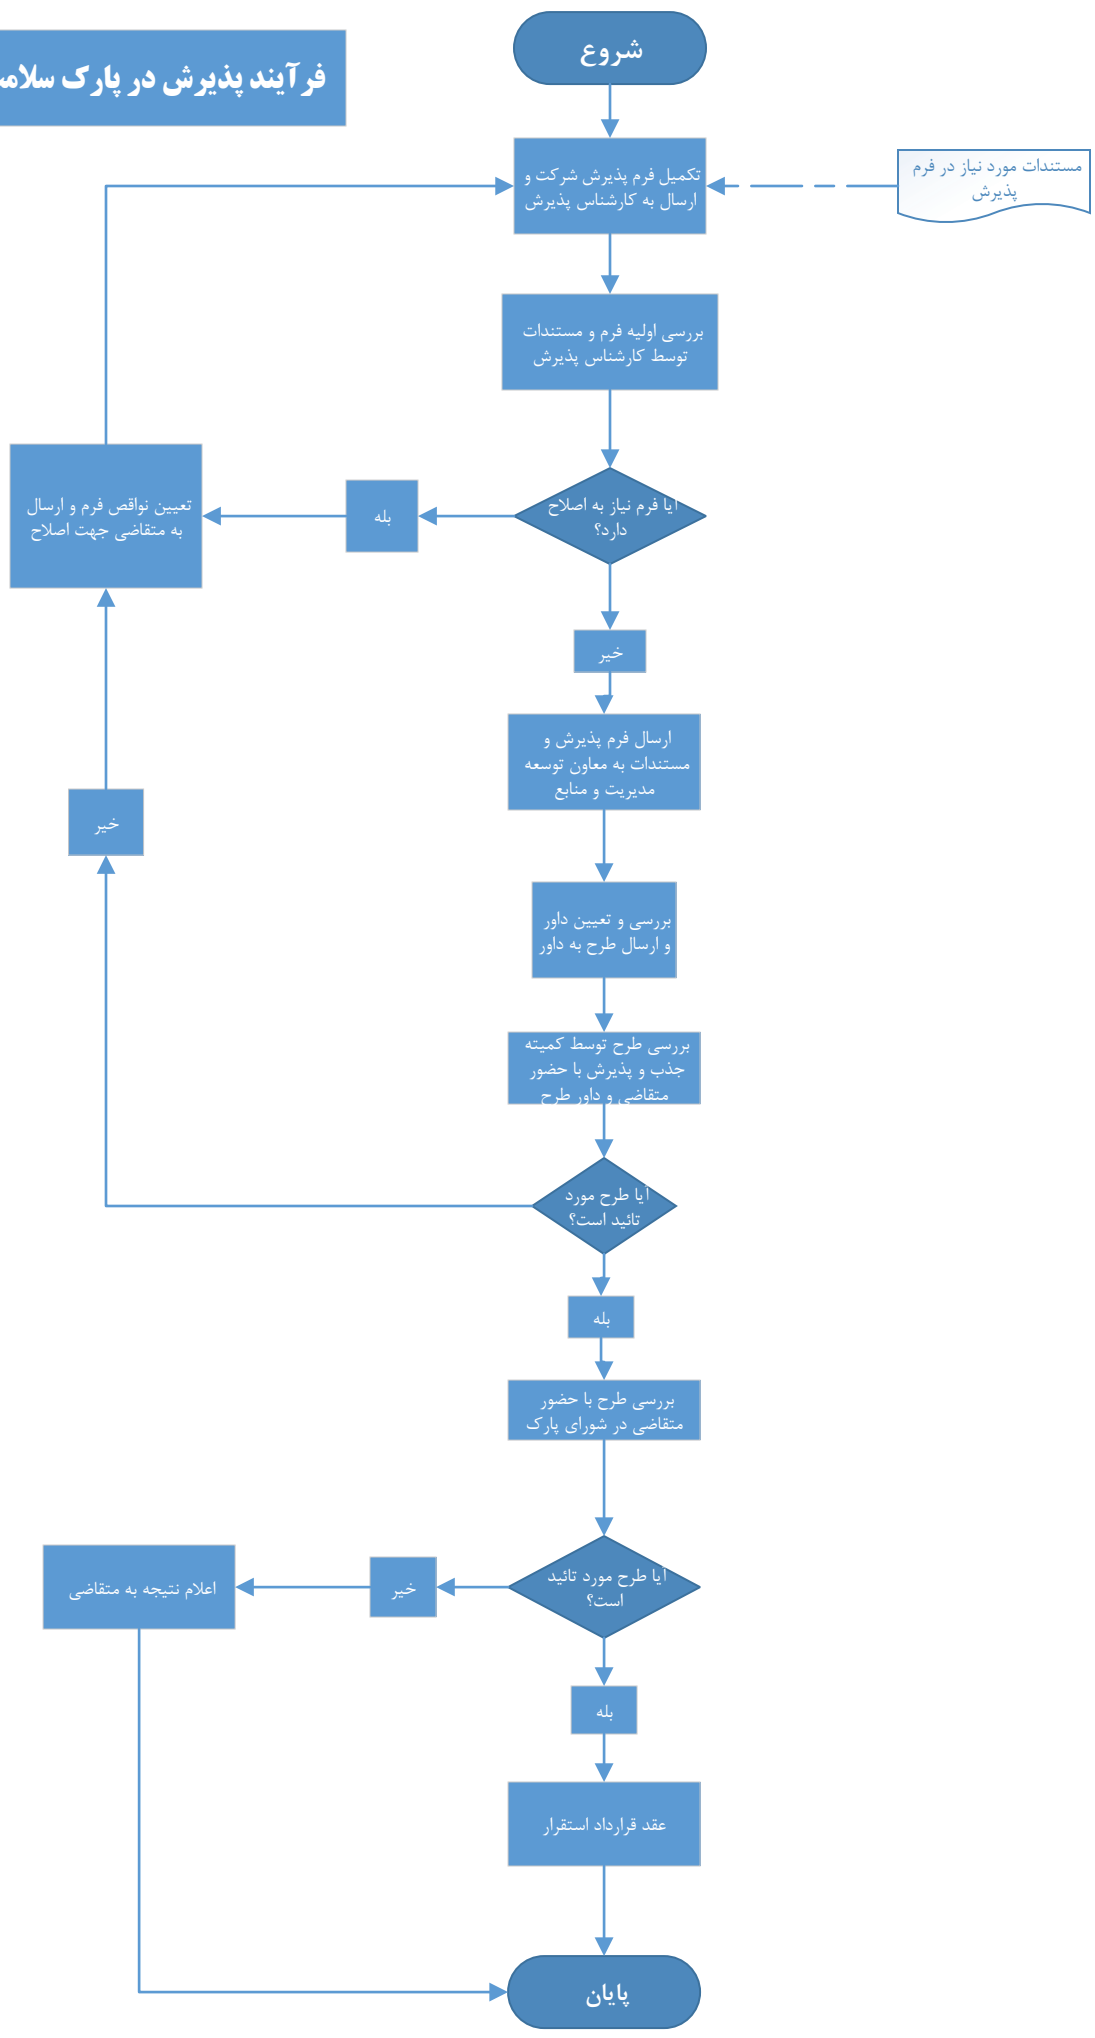 شروع
فرآیند پذیرش در پارک
تکمیل فرم پذیرش شرکت و
ارسال به کارشناس پذیرش
مستندات مورد نیاز در فرم
پذیرش
بررسی اولیه فرم و مستندات
توسط کارشناس پذیرش
آیا فرم نیاز به اصلاح
دارد؟
بله
تعیین نواقص فرم و ارسال
به متقاضی جهت اصلاح
خیر
ارسال فرم پذیرش و
مستندات به معاون توسعه
مدیریت و منابع
خیر
بررسی و تعیین داور
و ارسال طرح به داور
بررسی طرح توسط کمیته
جذب و پذیرش با حضور
متقاضی و داور طرح
آیا طرح مورد
تائید است؟
بله
بررسی طرح با حضور
متقاضی در شورای پارک
آیا طرح مورد تائید
است؟
خیر
اعلام نتیجه به متقاضی
بله
عقد قرارداد استقرار
پایان